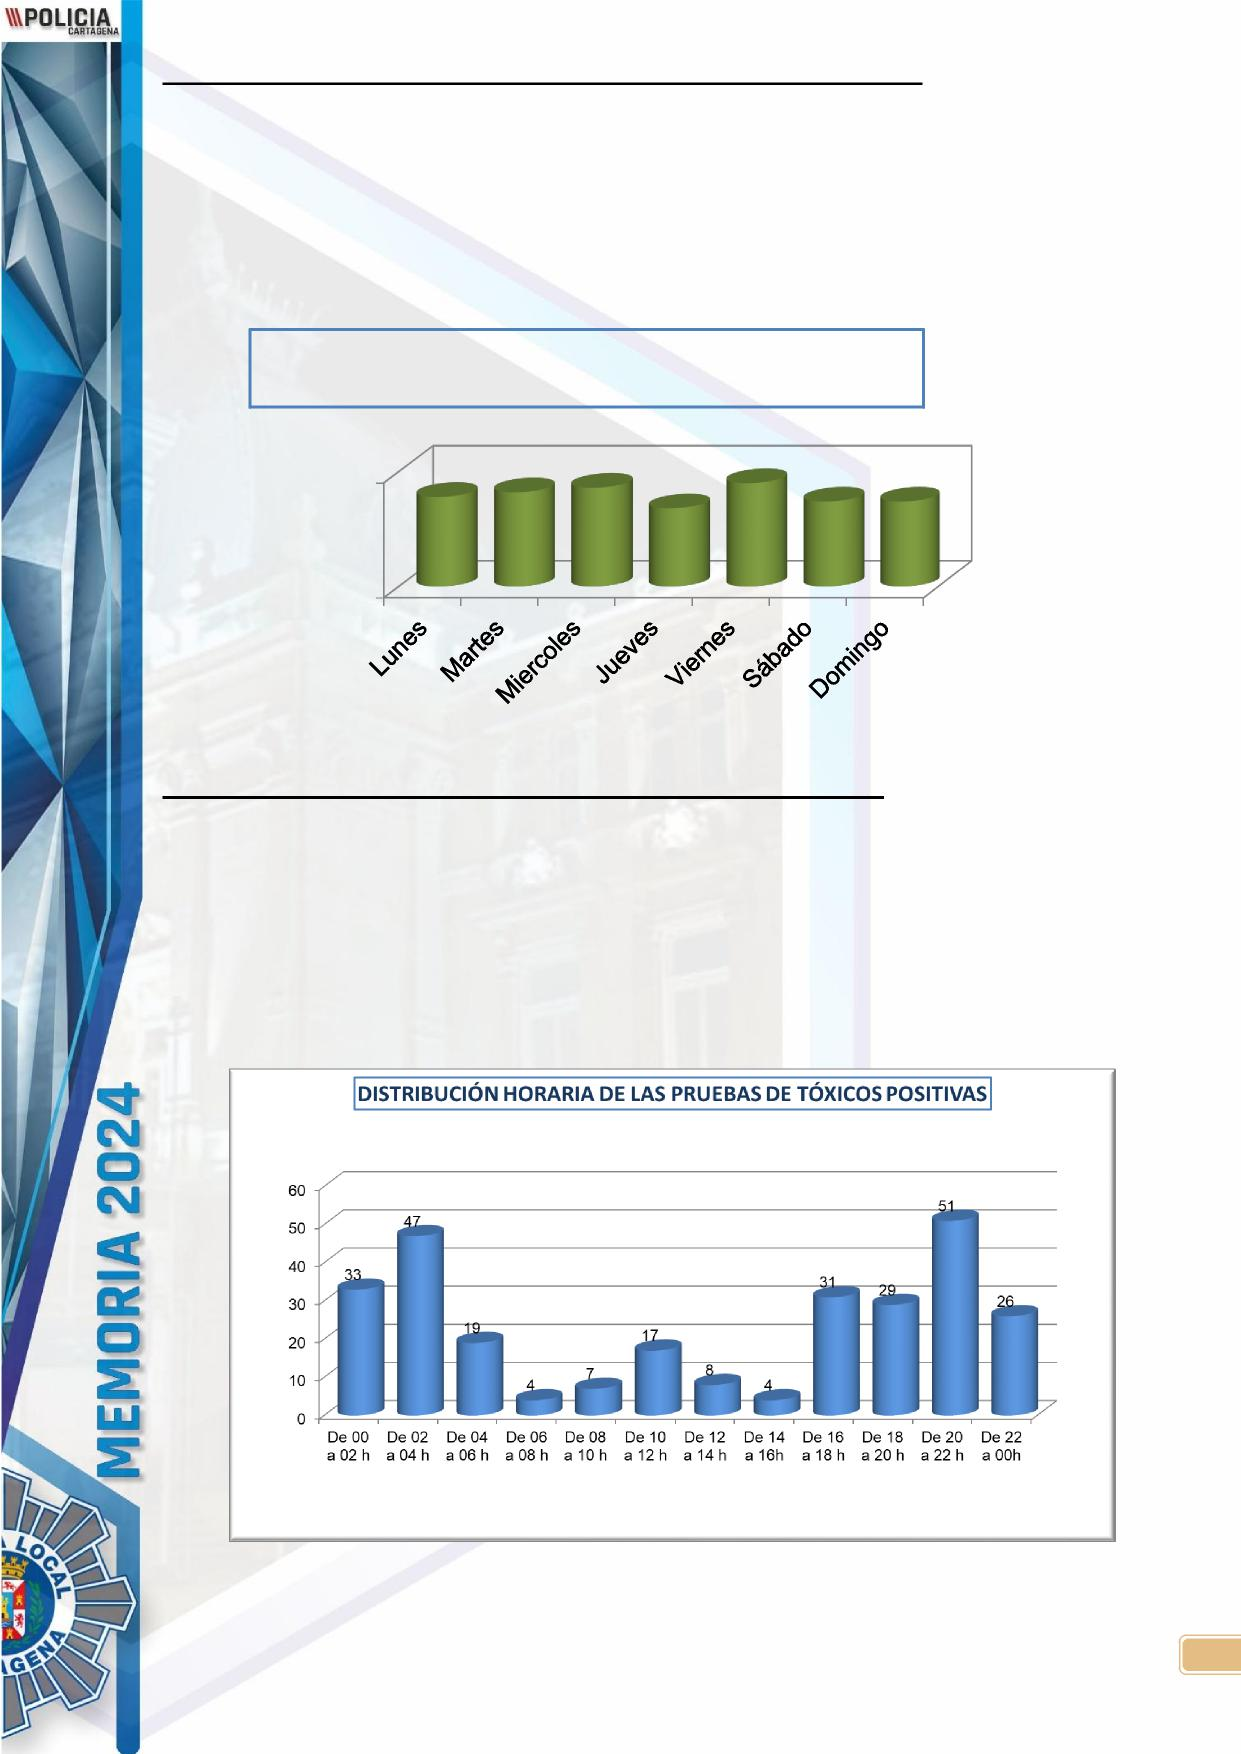 POLICIA
CARTAGENA
Lunes
Martes
Miercoles
Jueves
Viernes
Sábado
Domingo
MEMORIA 2024
DISTRIBUCIÓN HORARIA DE LAS PRUEBAS DE TÓXICOS POSITIVAS
60
50
40
30
20
10
0
33
47
19
4
7
17
8
4
31
29
51
26
De 00 a 02 h
De 02 a 04 h
De 04 a 06 h
De 06 a 08 h
De 08 a 10 h
De 10 a 12 h
De 12 a 14 h
De 14 a 16h
De 16 a 18 h
De 18 a 20 h
De 20 a 22 h
De 22 a 00h
A LOCAL
AGENA